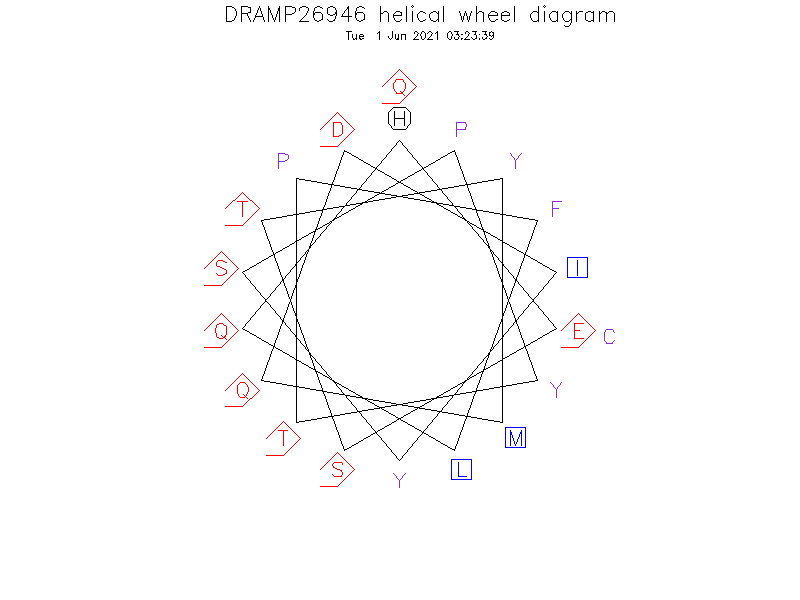 DRAMP26946 helical wheel diagram
Tue 1 Jun 2021 03:23:39
Q
H
D P
P Y
T F
S I
Q E C
Q Y
T M
S L
Y